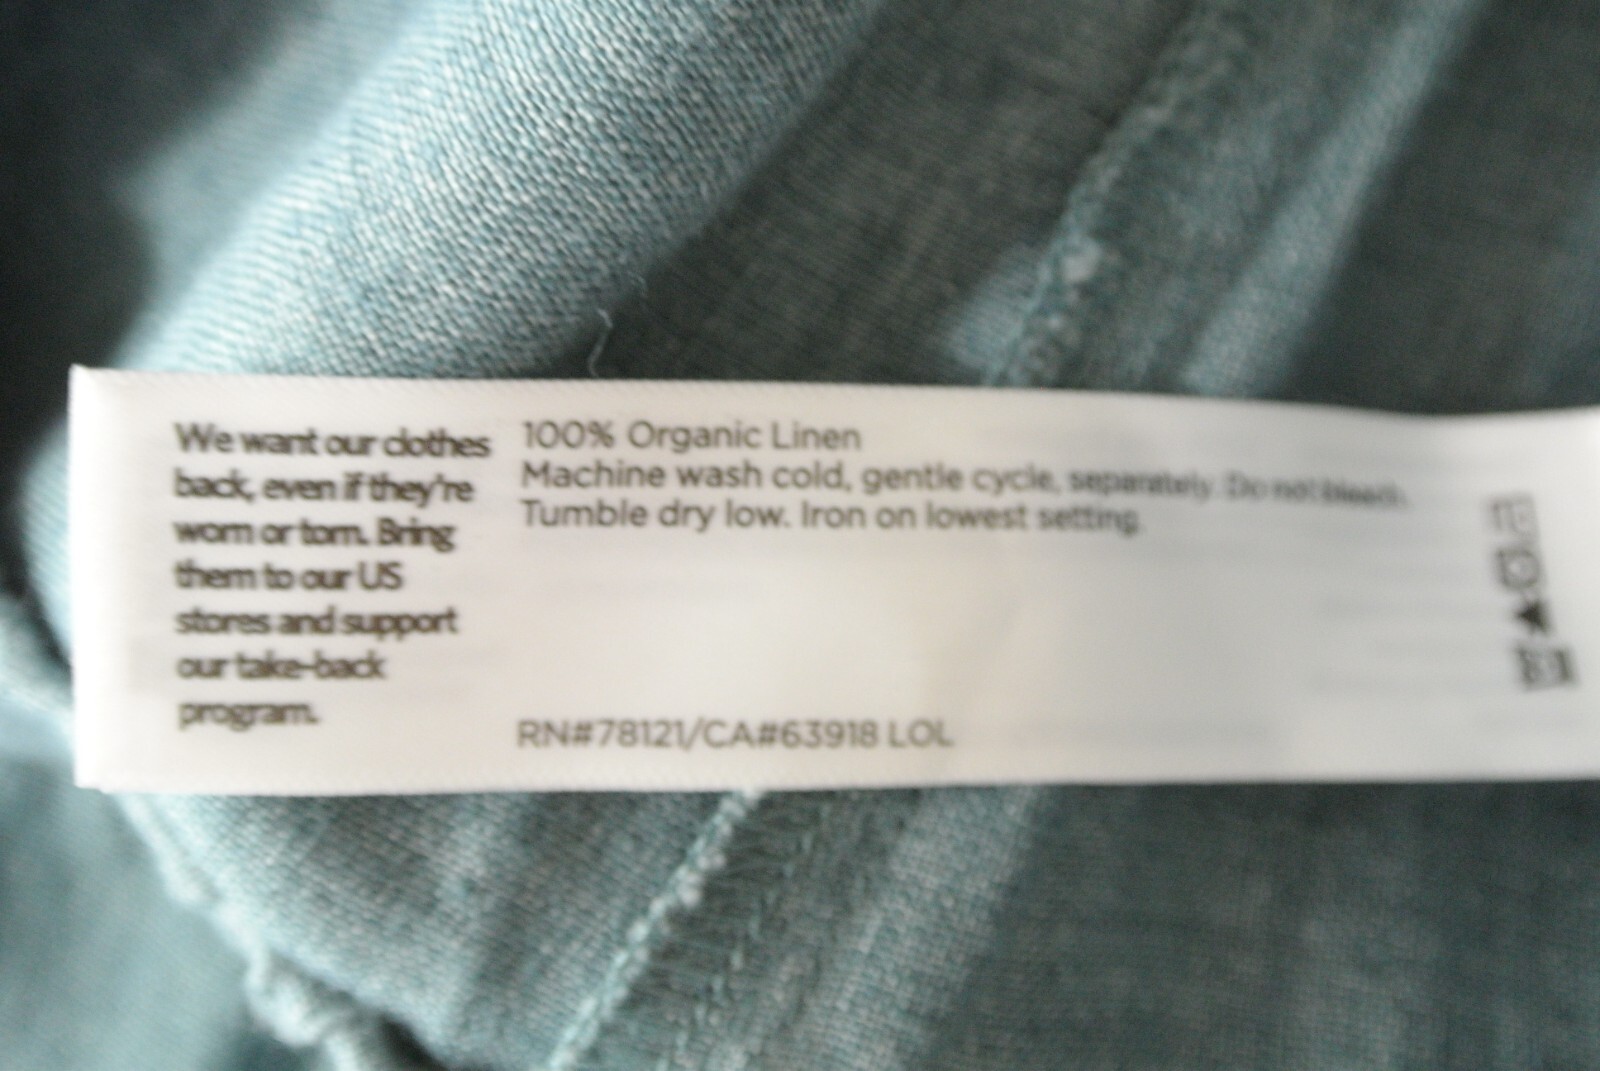 We want our clothes
back, even if they're
worn or torn. Bring
them to our US
stores and support
our take-back
program.
100% Organic Linen
Machine wash cold, gentle cycle, separately. Do not bleach.
Tumble dry low. Iron on lowest setting.
RN#78121/CA#63918 LOL